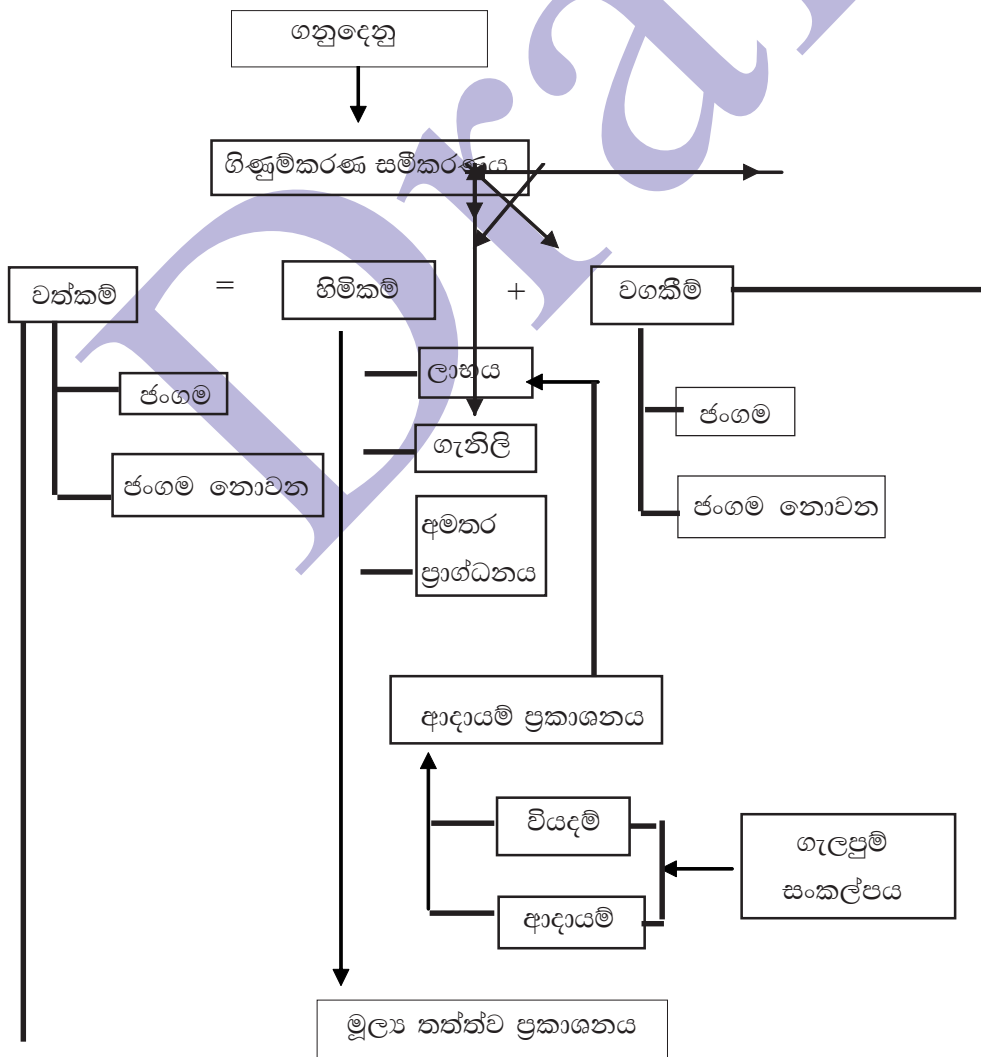 ගනුදෙනු
ගිණුම්කරණ සමීකරණය
වත්කම් = හිමිකම් + වගකීම්
ලාභය
ජංගම
ජංගම
ගැනිලි
ජංගම නොවන
ජංගම නොවන
අමතර
ප්‍රාග්ධනය
ආදායම් ප්‍රකාශනය
වියදම්
ගැලපුම්
සංකල්පය
ආදායම්
මූල්‍ය තත්ත්ව ප්‍රකාශනය
Dra